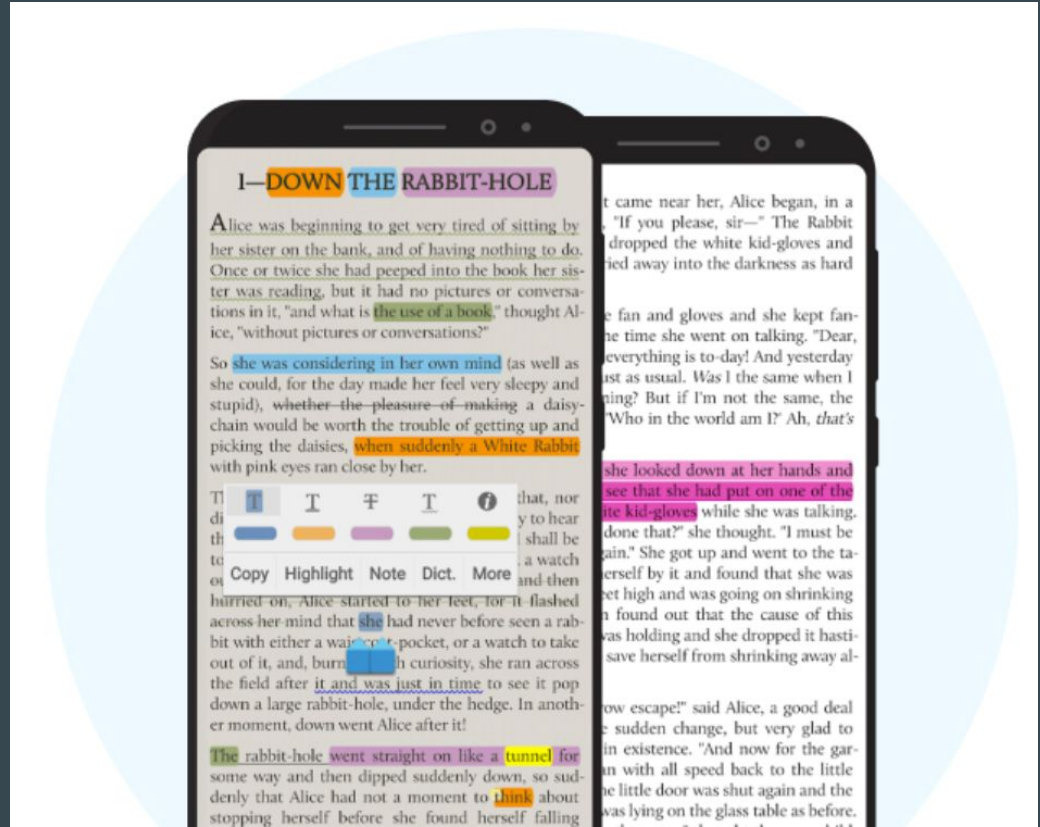 I—DOWN THE RABBIT-HOLE
Alice was beginning to get very tired of sitting by
her sister on the bank, and of having nothing to do.
Once or twice she had peeped into the book her sis-
ter was reading, but it had no pictures or conversa-
tions in it, "and what is the use of a book," thought Al-
ice, "without pictures or conversations?"
So she was considering in her own mind (as well as
she could, for the day made her feel very sleepy and
stupid), whether the pleasure of making a daisy-
chain would be worth the trouble of getting up and
picking the daisies, when suddenly a White Rabbit
with pink eyes ran close by her.
that, nor
to hear
shall be
a watch
and then
T T T T i
Copy Highlight Note Dict. More
hurried on, Alice started to her feet, for it flashed
across her mind that she had never before seen a rab-
bit with either a -pocket, or a watch to take
out of it, and, curiosity, she ran across
the field after it and was just in time to see it pop
down a large rabbit-hole, under the hedge. In anoth-
er moment, down went Alice after it!
The rabbit-hole went straight on like a tunnel for
some way and then dipped suddenly down, so sud-
denly that Alice had not a moment to think about
stopping herself before she found herself falling
t came near her, Alice began, in a
, "If you please, sir—" The Rabbit
dropped the white kid-gloves and
ried away into the darkness as hard
e fan and gloves and she kept fan-
he time she went on talking. "Dear,
everything is to-day! And yesterday
ust as usual. Was I the same when I
ning? But if I'm not the same, the
'Who in the world am I?' Ah, that's
she looked down at her hands and
see that she had put on one of the
ite kid-gloves while she was talking.
done that?" she thought. "I must be
gain." She got up and went to the ta-
erself by it and found that she was
eet high and was going on shrinking
n found out that the cause of this
was holding and she dropped it hasti-
save herself from shrinking away al-
ow escape!" said Alice, a good deal
e sudden change, but very glad to
in existence. "And now for the gar-
an with all speed back to the little
he little door was shut again and the
was lying on the glass table as before.